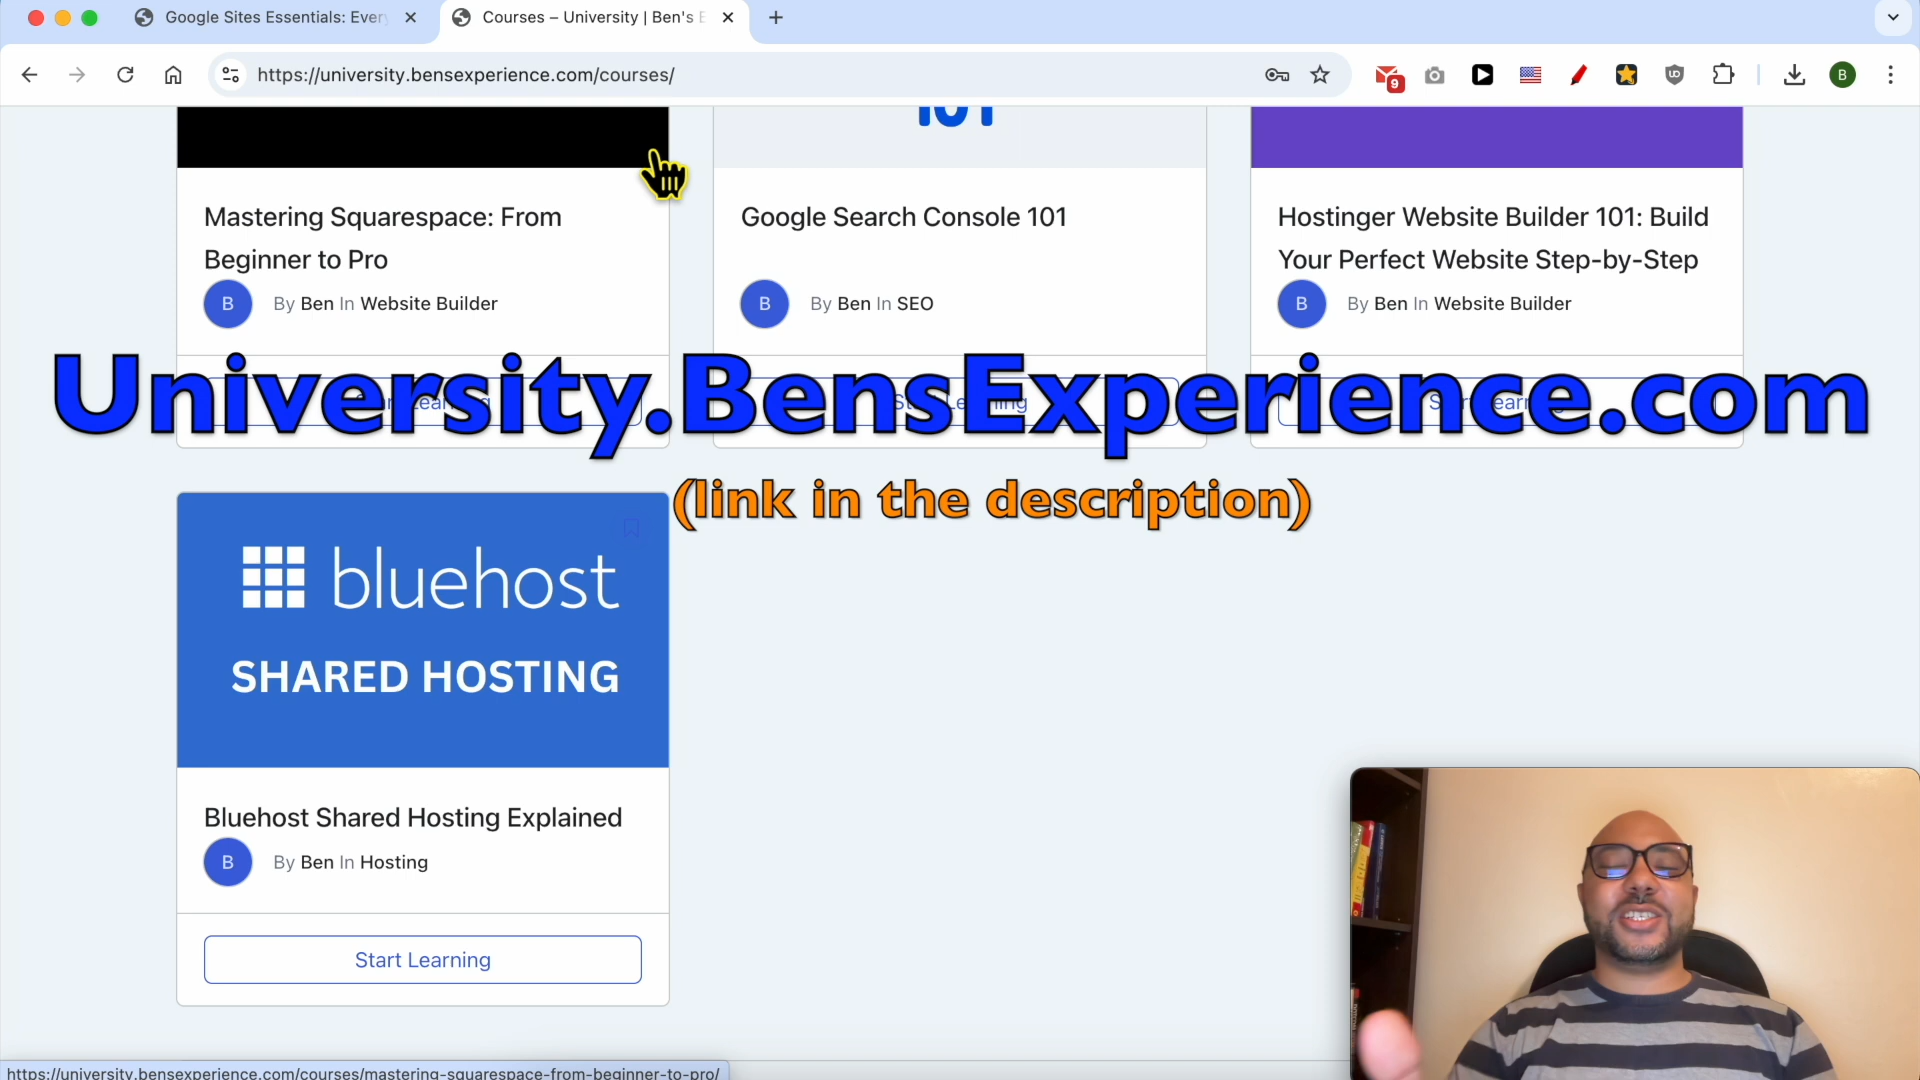 Google Sites Essentials: Ever
Courses – University | Ben's E
https://university.bensexperience.com/courses/
9
B
101
Mastering Squarespace: From
Beginner to Pro
B By Ben In Website Builder
Google Search Console 101
B By Ben In SEO
Hostinger Website Builder 101: Build
Your Perfect Website Step-by-Step
B By Ben In Website Builder
University.BensExperience.com
(link in the description)
bluehost
SHARED HOSTING
Bluehost Shared Hosting Explained
B By Ben In Hosting
Start Learning
https://university.bensexperience.com/courses/mastering-squarespace-from-beginner-to-pro/